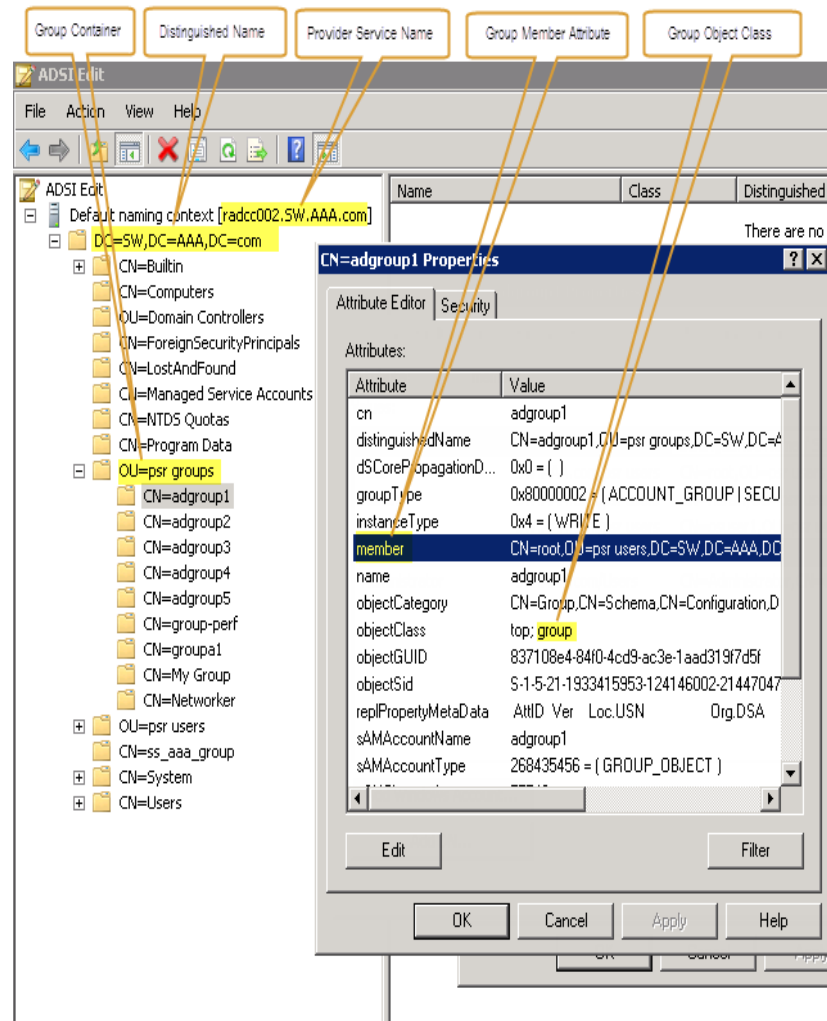 Group Container
Distinguished Name
Provider Service Name
Group Member Attribute
Group Object Class
ADSI Edit
File Action View Help
ADSI Edit
Default naming context [radcc002.SW.AAA.com]
DC=SW,DC=AAA,DC=com
CN=Builtin
CN=Computers
OU=Domain Controllers
CN=ForeignSecurityPrincipals
CN=LostAndFound
CN=Managed Service Accounts
CN=NTDS Quotas
CN=Program Data
OU=psr groups
CN=adgroup1
CN=adgroup2
CN=adgroup3
CN=adgroup4
CN=adgroup5
CN=group-perf
CN=groupa1
CN=My Group
CN=Networker
OU=psr users
CN=ss_aaa_group
CN=System
CN=Users
Name Class Distinguished
There are no
CN=adgroup1 Properties
Attribute Editor Security
Attributes:
Attribute Value
cn adgroup1
distinguishedName CN=adgroup1,OU=psr groups,DC=SW,DC=A
dSCorePropagationD... 0x0 = ( )
groupType 0x80000002 = ( ACCOUNT_GROUP | SECU
instanceType 0x4 = ( WRITE )
member CN=root,OU=psr users,DC=SW,DC=AAA,DC
name adgroup1
objectCategory CN=Group,CN=Schema,CN=Configuration,D
objectClass top; group
objectGUID 837108e4-84f0-4cd9-ac3e-1aad319f7d5f
objectSid S-1-5-21-1933415953-124146002-21447047
replPropertyMetaData AttID Ver Loc.USN Org.DSA
sAMAccountName adgroup1
sAMAccountType 268435456 = ( GROUP_OBJECT )
Edit Filter
OK Cancel Apply Help